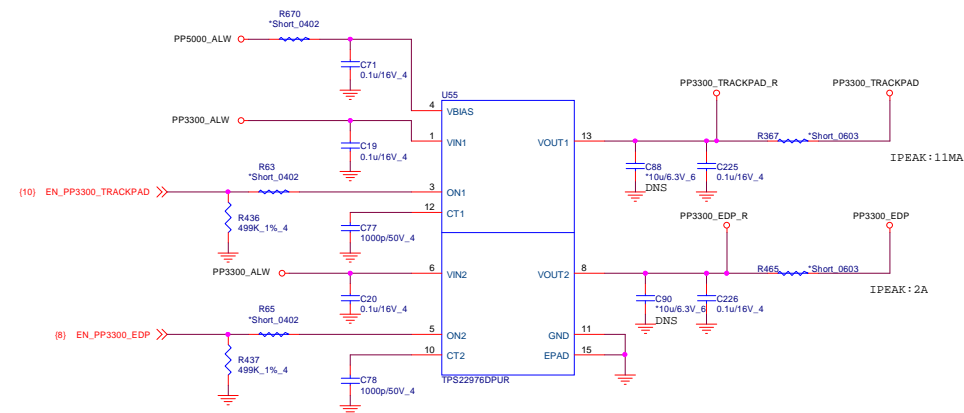 R670
*Short_0402
PP5000_ALW
C71
0.1u/16V_4
U55
4
VBIAS
PP3300_ALW
1
VIN1
C19
0.1u/16V_4
VOUT1
13
PP3300_TRACKPAD_R
PP3300_TRACKPAD
R367
*Short_0603
IPEAK:11MA
C88
*10u/6.3V_6
DNS
C225
0.1u/16V_4
R63
*Short_0402
{10} EN_PP3300_TRACKPAD
3
ON1
R436
499K_1%_4
12
CT1
C77
1000p/50V_4
PP3300_EDP_R
PP3300_EDP
PP3300_ALW
6
VIN2
VOUT2
8
R465
*Short_0603
IPEAK:2A
C20
0.1u/16V_4
C90
*10u/6.3V_6
DNS
C226
0.1u/16V_4
R65
*Short_0402
{8} EN_PP3300_EDP
5
ON2
GND
11
R437
499K_1%_4
10
CT2
EPAD
15
C78
1000p/50V_4
TPS22976DPUR